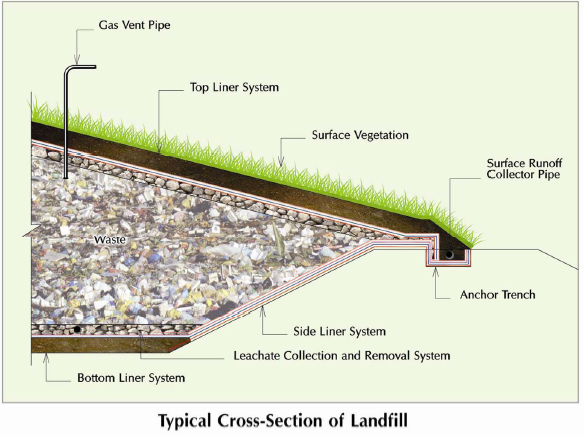 Gas Vent Pipe
Top Liner System
Surface Vegetation
Surface Runoff
Collector Pipe
Waste
Anchor Trench
Side Liner System
Leachate Collection and Removal System
Bottom Liner System
Typical Cross-Section of Landfill